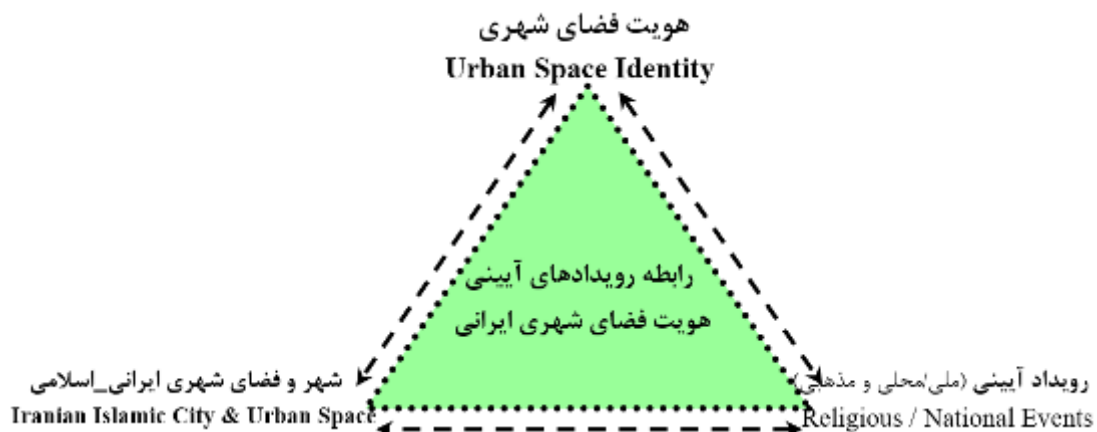 هویت فضای شهری
Urban Space Identity
رابطه رویدادهای آیینی
هویت فضای شهری ایرانی
رویداد آیینی (ملی/محلی و مذهبی)
Religious / National Events
شهر و فضای شهری ایرانی_اسلامی
Iranian Islamic City & Urban Space